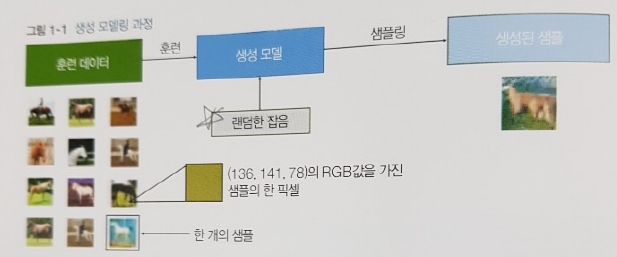 그림 1-1 생성 모델링 과정
훈련 데이터
훈련
생성 모델
샘플링
생성된 샘플
랜덤한 잡음
(136, 141, 78)의 RGB값을 가진
샘플의 한 픽셀
한 개의 샘플